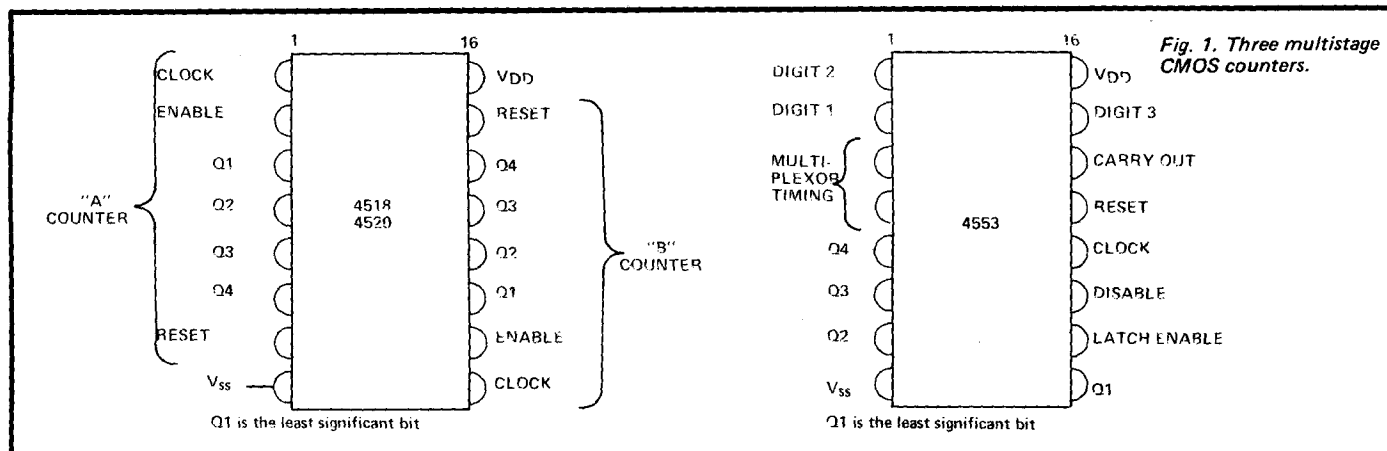 Fig. 1. Three multistage
CMOS counters.
1
16
CLOCK
ENABLE
Q1
Q2
Q3
Q4
RESET
VSS
"A"
COUNTER
4518
4520
VDD
RESET
Q4
Q3
Q2
Q1
ENABLE
CLOCK
"B"
COUNTER
Q1 is the least significant bit
1
16
DIGIT 2
DIGIT 1
MULTI-
PLEXOR
TIMING
Q4
Q3
Q2
VSS
4553
VDD
DIGIT 3
CARRY OUT
RESET
CLOCK
DISABLE
LATCH ENABLE
Q1
Q1 is the least significant bit